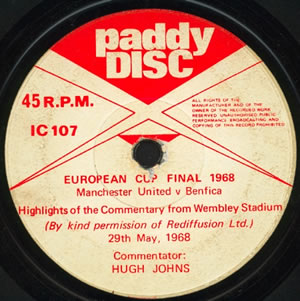 paddy
DISC
45 R.P.M.
IC 107
ALL RIGHTS OF THE
MANUFACTURER AND OF THE
OWNER OF THE RECORDED WORK
RESERVED UNAUTHORISED PUBLIC
PERFORMANCE BROADCASTING AND
COPYING OF THIS RECORD PROHIBITED
EUROPEAN CUP FINAL 1968
Manchester United v Benfica
Highlights of the Commentary from Wembley Stadium
(By kind permission of Rediffusion Ltd.)
29th May, 1968
Commentator:
HUGH JOHNS